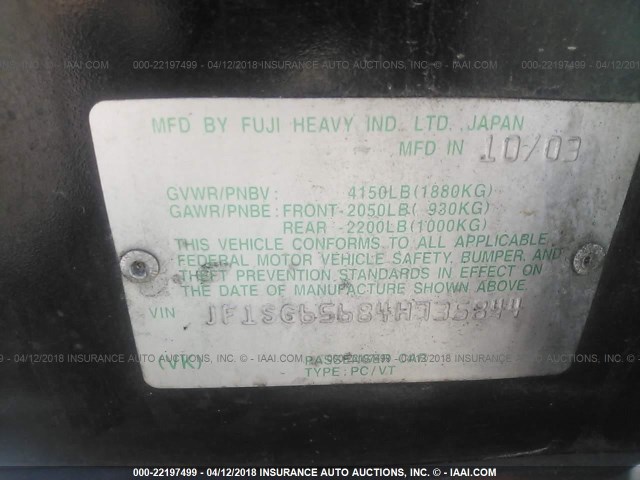 000-22197499 - 04/12/2018 INSURANCE AUTO AUCTIONS, INC. - © - IAAI.COM
MFD BY FUJI HEAVY IND. LTD. JAPAN
MFD IN 10/03
GVWR/PNBV: 4150LB(1880KG)
GAWR/PNBE: FRONT-2050LB( 930KG)
REAR -2200LB(1000KG)
THIS VEHICLE CONFORMS TO ALL APPLICABLE
FEDERAL MOTOR VEHICLE SAFETY, BUMPER, AND
THEFT PREVENTION STANDARDS IN EFFECT ON
THE DATE OF MANUFACTURE SHOWN ABOVE.
VIN JF1SG65684H735844
(VK) PASSENGER CAR
TYPE: PC/VT
000-22197499 - 04/12/2018 INSURANCE AUTO AUCTIONS, INC. - © - IAAI.COM